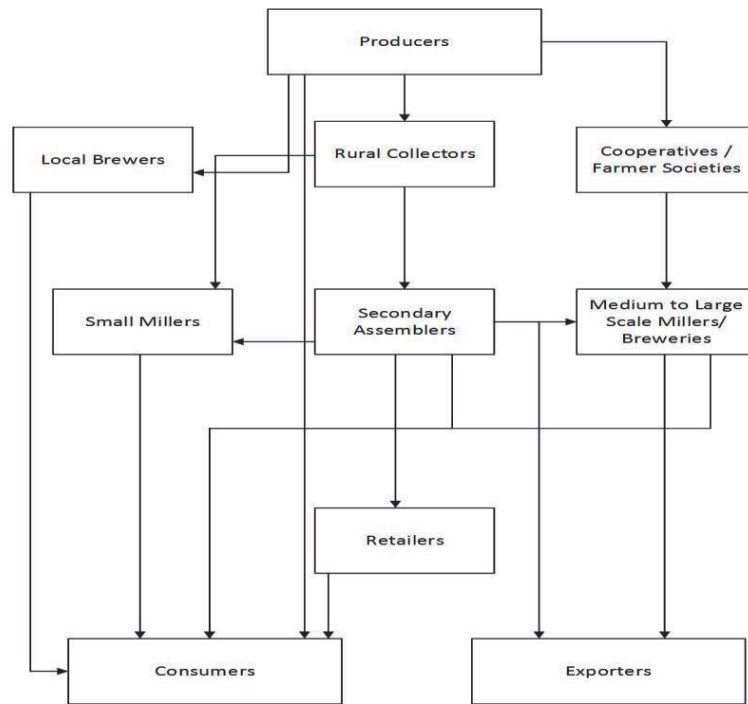 Producers
Local Brewers
Rural Collectors
Cooperatives /
Farmer Societies
Small Millers
Secondary
Assemblers
Medium to Large
Scale Millers/
Breweries
Retailers
Consumers
Exporters